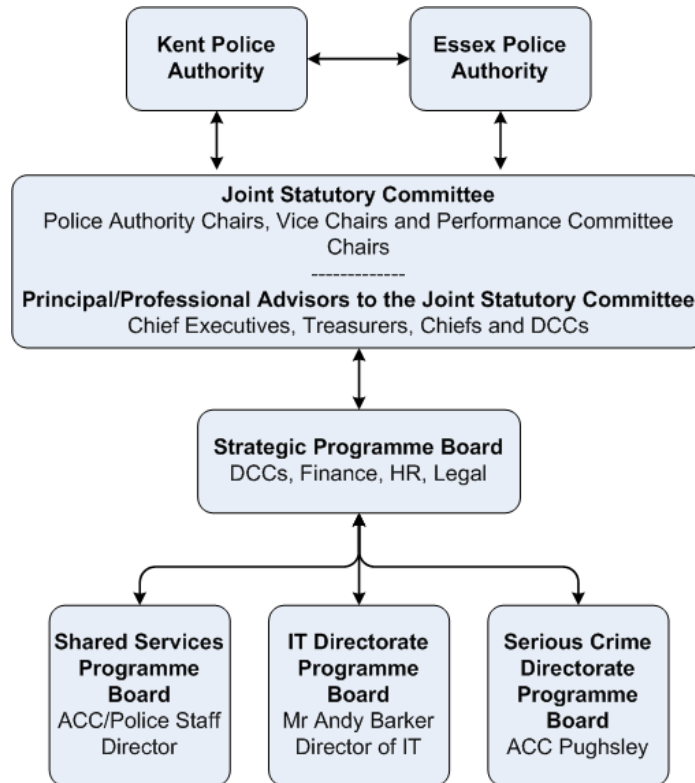 Kent Police
Authority
Essex Police
Authority
Joint Statutory Committee
Police Authority Chairs, Vice Chairs and Performance Committee
Chairs
-------------
Principal/Professional Advisors to the Joint Statutory Committee
Chief Executives, Treasurers, Chiefs and DCCs
Strategic Programme Board
DCCs, Finance, HR, Legal
Shared Services
Programme
Board
ACC/Police Staff
Director
IT Directorate
Programme
Board
Mr Andy Barker
Director of IT
Serious Crime
Directorate
Programme
Board
ACC Pughsley